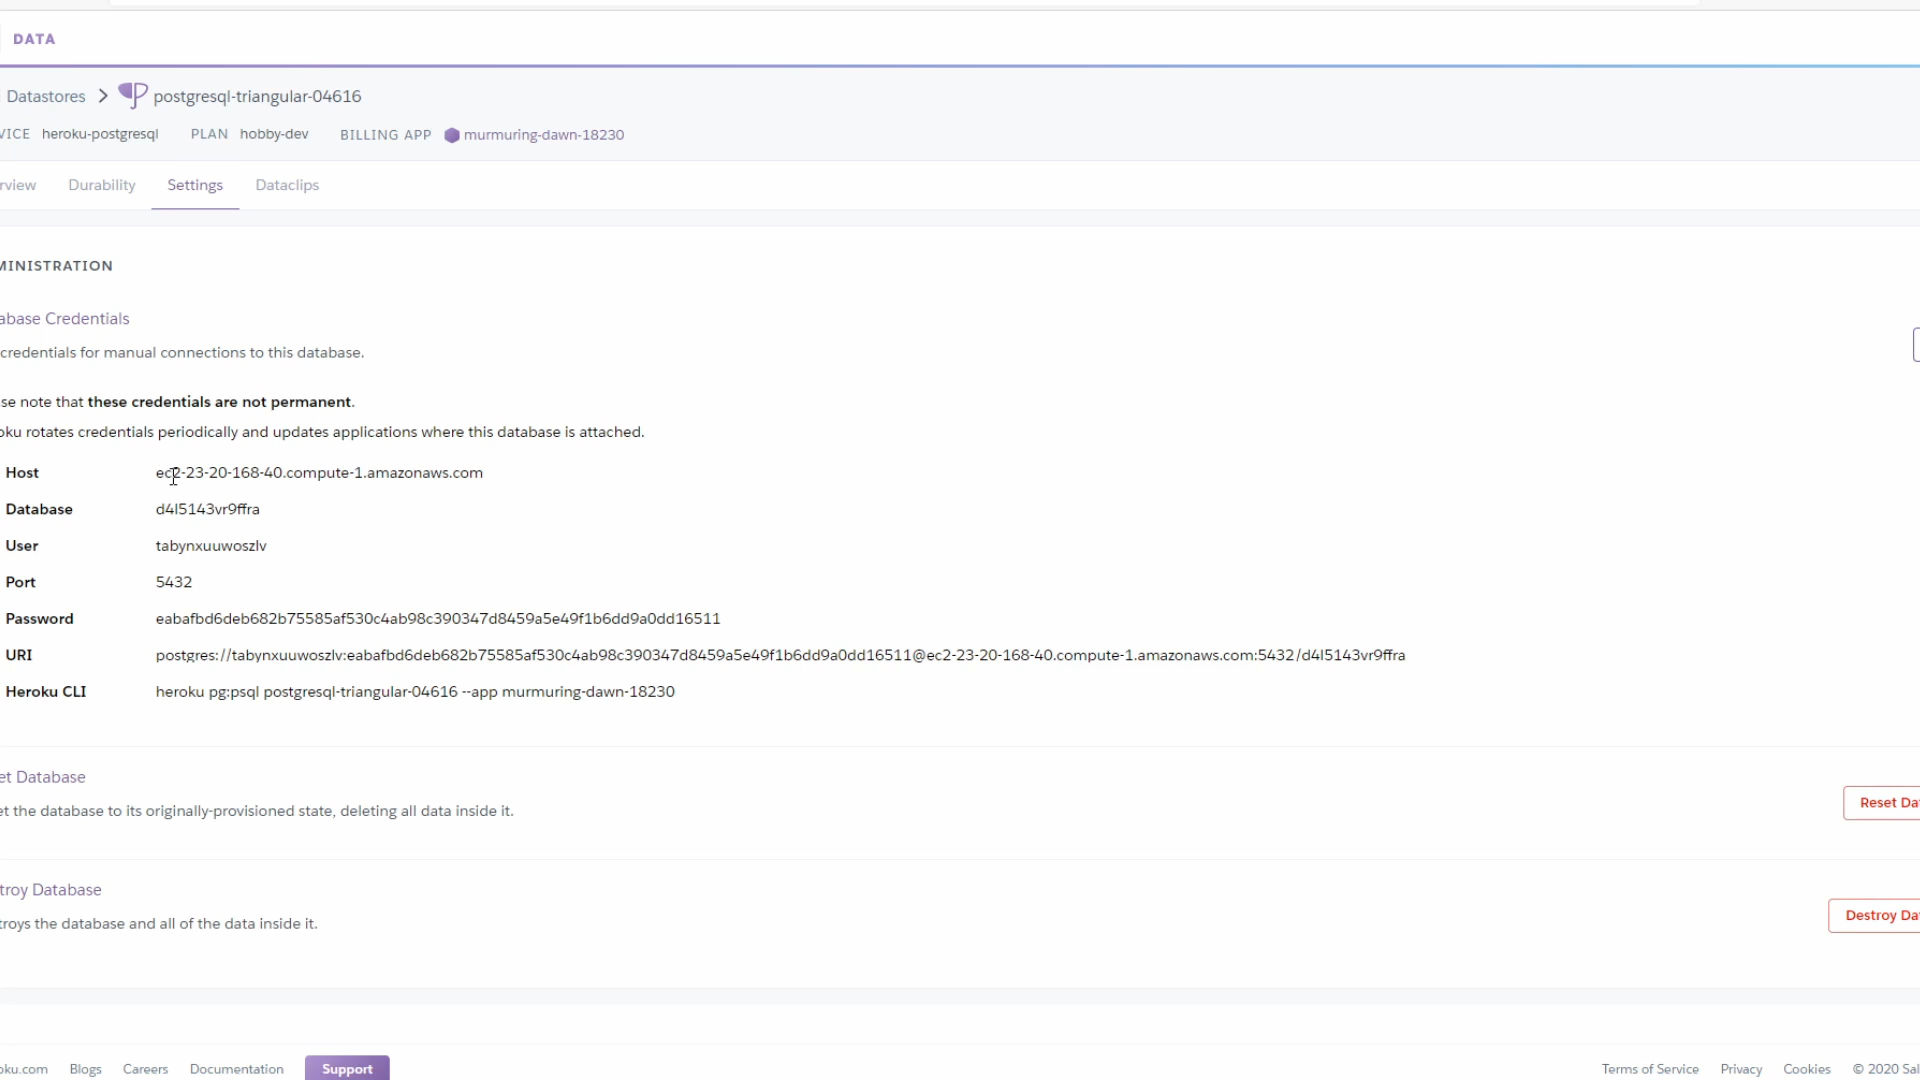 DATA
Datastores > postgresql-triangular-04616
VICE heroku-postgresql PLAN hobby-dev BILLING APP murmuring-dawn-18230
rview Durability Settings Dataclips
MINISTRATION
abase Credentials
credentials for manual connections to this database.
se note that these credentials are not permanent.
oku rotates credentials periodically and updates applications where this database is attached.
Host ec2-23-20-168-40.compute-1.amazonaws.com
Database d4l5143vr9ffra
User tabynxuuwoszlv
Port 5432
Password eabafbd6deb682b75585af530c4ab98c390347d8459a5e49f1b6dd9a0dd16511
URI postgres://tabynxuuwoszlv:eabafbd6deb682b75585af530c4ab98c390347d8459a5e49f1b6dd9a0dd16511@ec2-23-20-168-40.compute-1.amazonaws.com:5432/d4l5143vr9ffra
Heroku CLI heroku pg:psql postgresql-triangular-04616 --app murmuring-dawn-18230
et Database
et the database to its originally-provisioned state, deleting all data inside it.
Reset Da
troy Database
troys the database and all of the data inside it.
Destroy Da
oku.com Blogs Careers Documentation Support Terms of Service Privacy Cookies © 2020 Sal